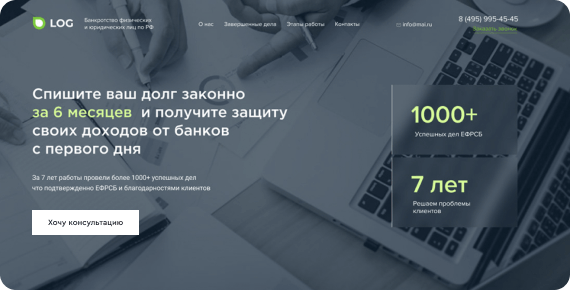 LOG
Банкротство физических
и юридических лиц по РФ
О нас Завершенные дела Этапы работы Контакты
info@mai.ru
8 (495) 995-45-45
Заказать звонок
Спишите ваш долг законно
за 6 месяцев и получите защиту
своих доходов от банков
с первого дня
За 7 лет работы провели более 1000+ успешных дел
что подтвержденно ЕФРСБ и благодарностями клиентов
Хочу консультацию
1000+
Успешных дел ЕФРСБ
7 лет
Решаем проблемы
клиентов